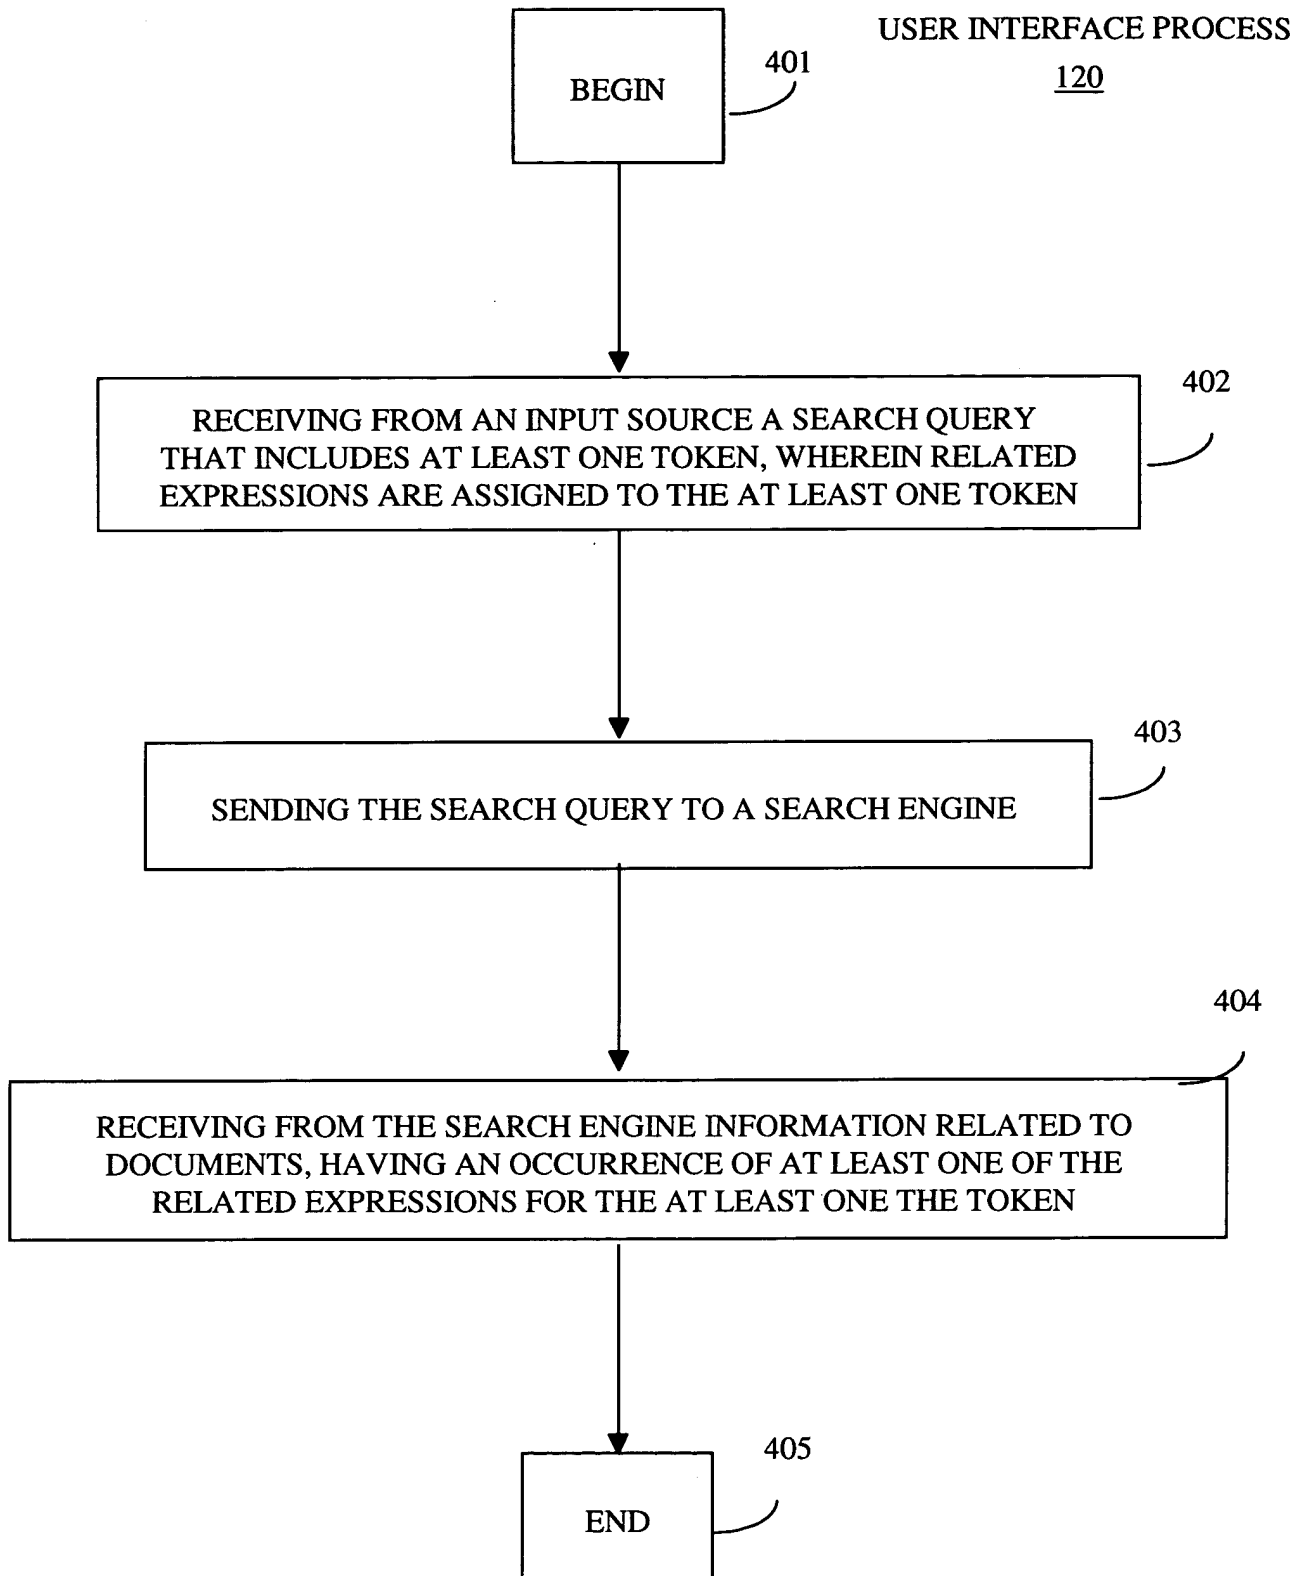 USER INTERFACE PROCESS
120
BEGIN
401
402
RECEIVING FROM AN INPUT SOURCE A SEARCH QUERY
THAT INCLUDES AT LEAST ONE TOKEN, WHEREIN RELATED
EXPRESSIONS ARE ASSIGNED TO THE AT LEAST ONE TOKEN
403
SENDING THE SEARCH QUERY TO A SEARCH ENGINE
404
RECEIVING FROM THE SEARCH ENGINE INFORMATION RELATED TO
DOCUMENTS, HAVING AN OCCURRENCE OF AT LEAST ONE OF THE
RELATED EXPRESSIONS FOR THE AT LEAST ONE THE TOKEN
405
END